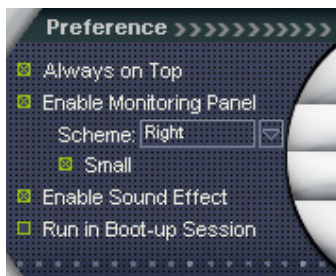 Preference >>>>>>>>>>>>
Always on Top
Enable Monitoring Panel
Scheme: Right
Small
Enable Sound Effect
Run in Boot-up Session